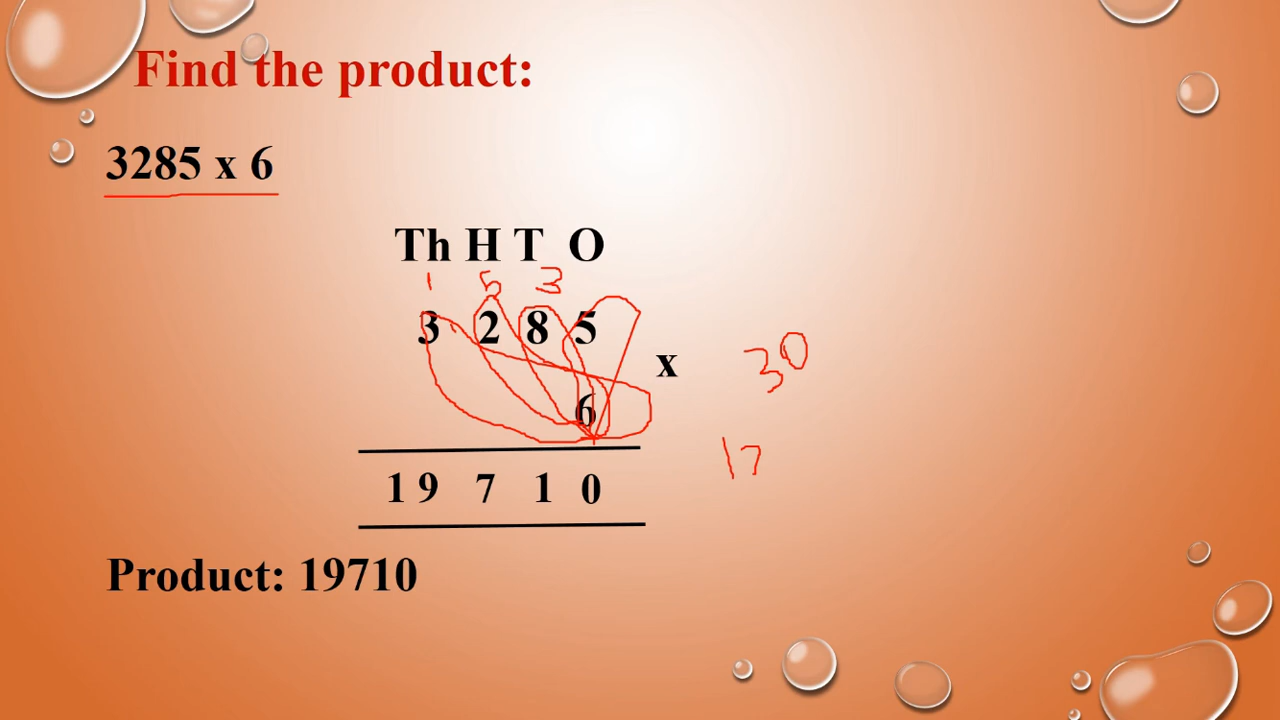 Find the product:
3285 x 6
Th H T O
1 5 3
3 2 8 5
x
30
6
17
1 9 7 1 0
Product: 19710